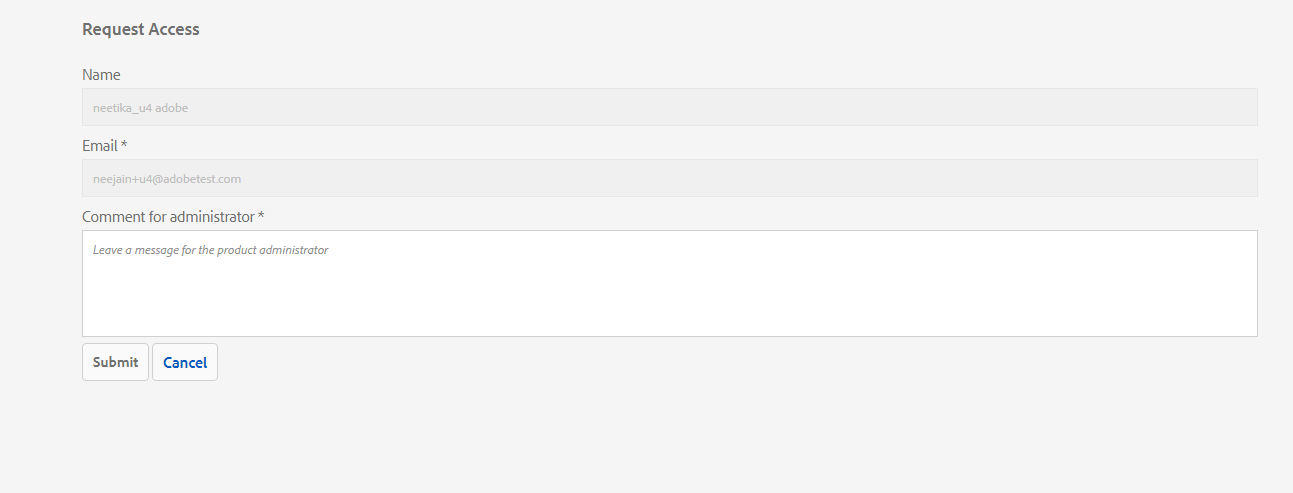 Request Access
Name
neetika_u4 adobe
Email *
neejain+u4@adobetest.com
Comment for administrator *
Leave a message for the product administrator
Submit Cancel